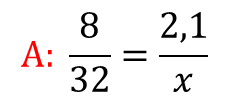 A: 8/32 = 2,1/x